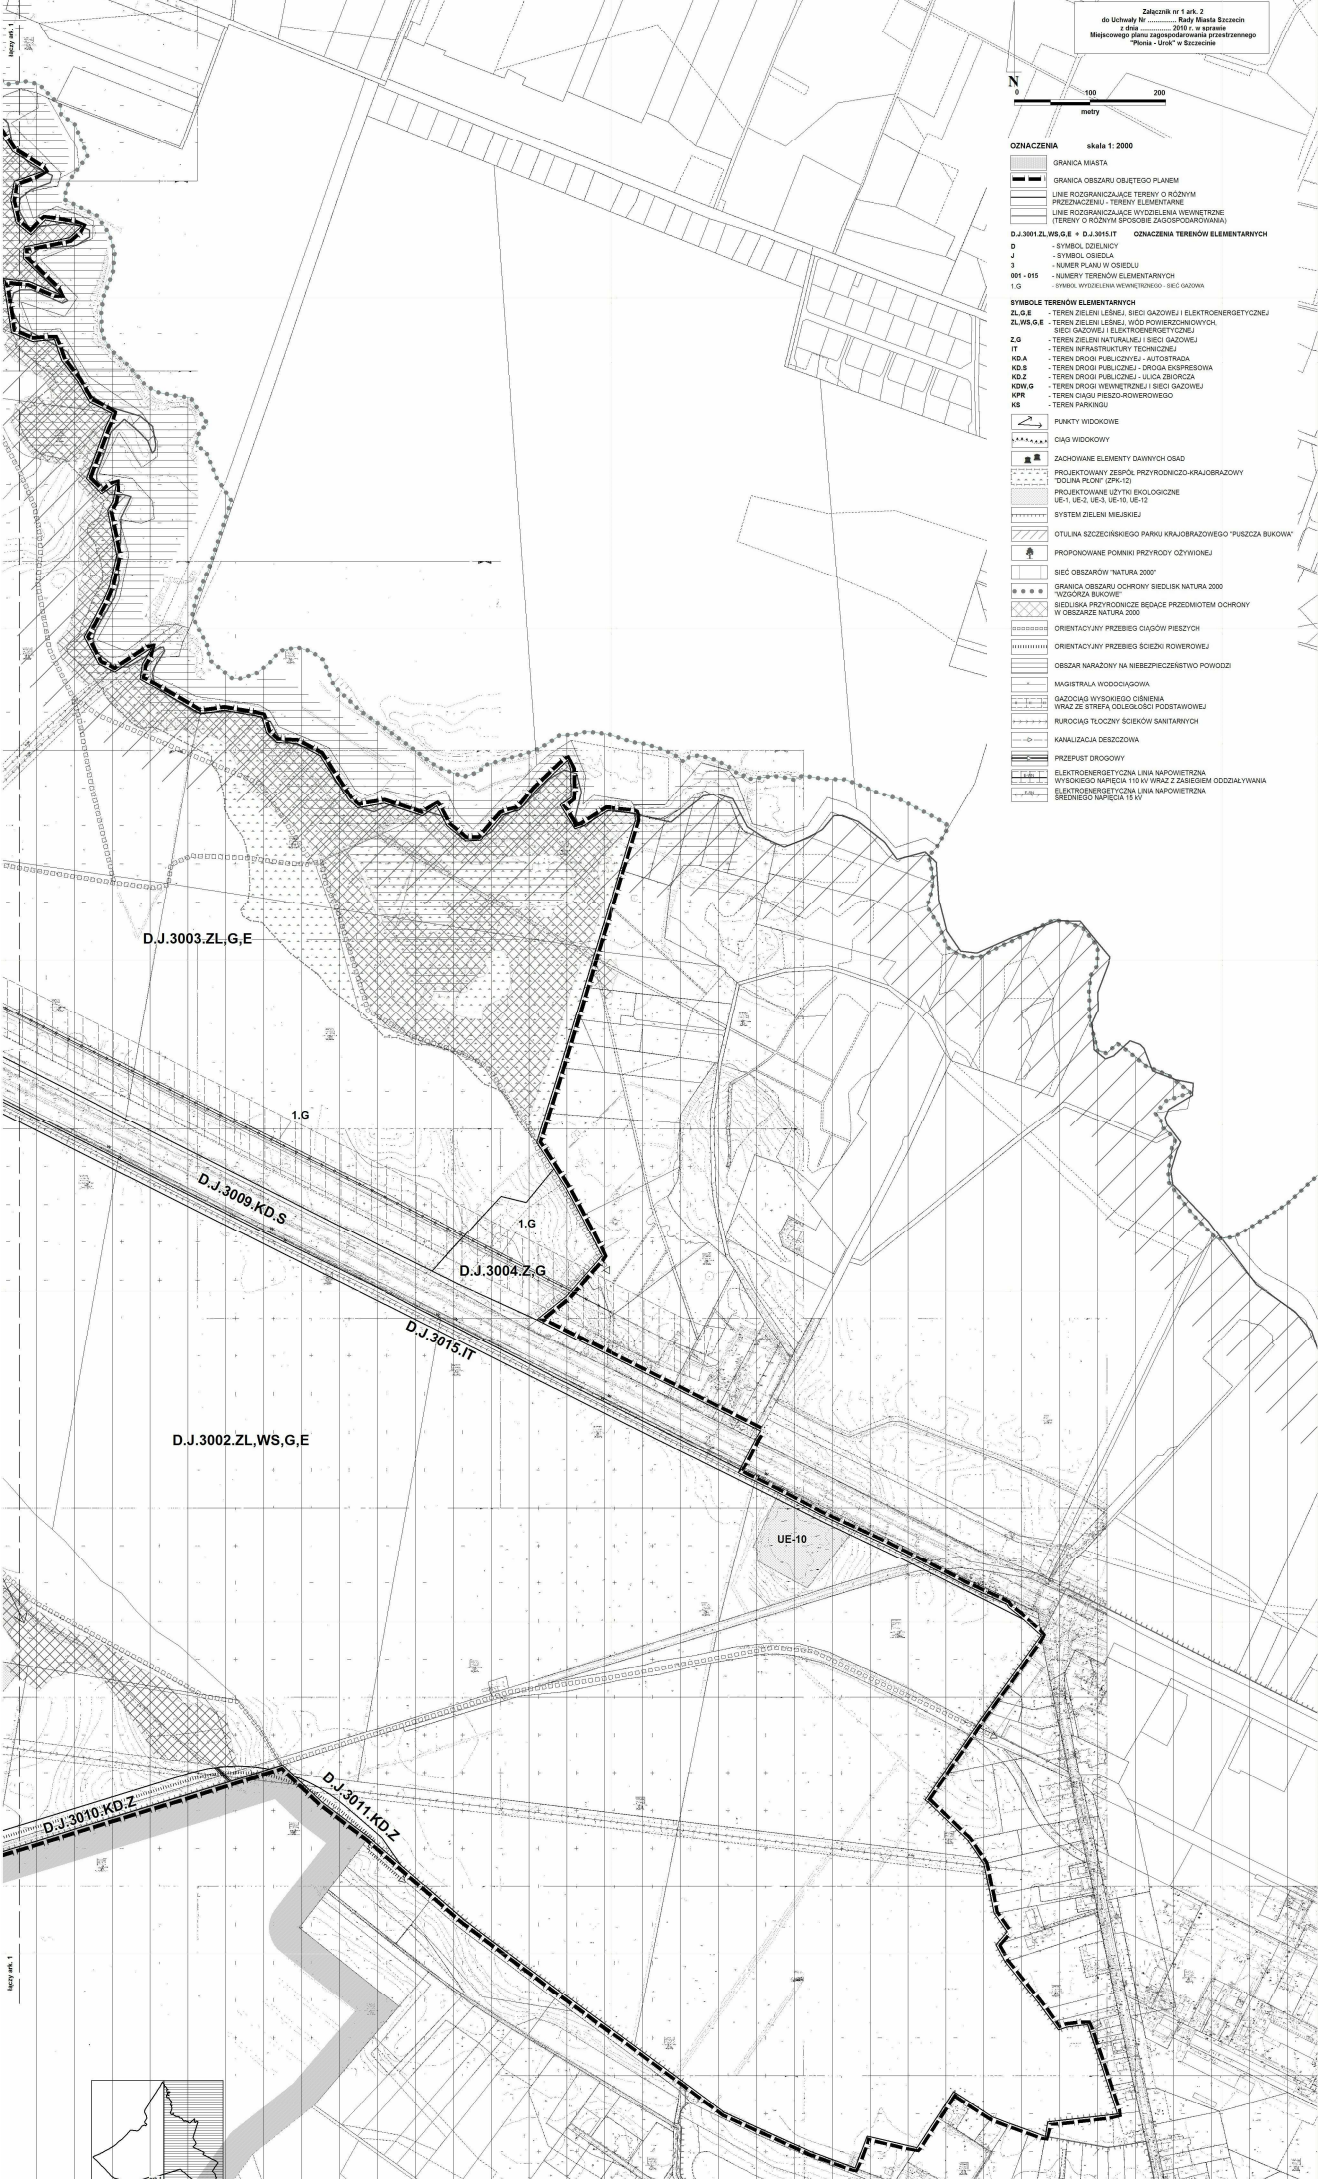 łączy ark. 1
Załącznik nr 1 ark. 2
do Uchwały Nr ............... Rady Miasta Szczecin
z dnia ................ 2010 r. w sprawie
Miejscowego planu zagospodarowania przestrzennego
"Płonia - Urok" w Szczecinie
N
0 100 200
metry
OZNACZENIA skala 1: 2000
GRANICA MIASTA
GRANICA OBSZARU OBJĘTEGO PLANEM
LINIE ROZGRANICZAJĄCE TERENY O RÓŻNYM
PRZEZNACZENIU - TERENY ELEMENTARNE
LINIE ROZGRANICZAJĄCE WYDZIELENIA WEWNĘTRZNE
(TERENY O RÓŻNYM SPOSOBIE ZAGOSPODAROWANIA)
D.J.3001.ZL,WS,G,E ÷ D.J.3015.IT OZNACZENIA TERENÓW ELEMENTARNYCH
D - SYMBOL DZIELNICY
J - SYMBOL OSIEDLA
3 - NUMER PLANU W OSIEDLU
001 - 015 - NUMERY TERENÓW ELEMENTARNYCH
1.G - SYMBOL WYDZIELENIA WEWNĘTRZNEGO - SIEĆ GAZOWA
SYMBOLE TERENÓW ELEMENTARNYCH
ZL,G,E - TEREN ZIELENI LEŚNEJ, SIECI GAZOWEJ I ELEKTROENERGETYCZNEJ
ZL,WS,G,E - TEREN ZIELENI LEŚNEJ, WÓD POWIERZCHNIOWYCH,
SIECI GAZOWEJ I ELEKTROENERGETYCZNEJ
Z,G - TEREN ZIELENI NATURALNEJ I SIECI GAZOWEJ
IT - TEREN INFRASTRUKTURY TECHNICZNEJ
KD.A - TEREN DROGI PUBLICZNYEJ - AUTOSTRADA
KD.S - TEREN DROGI PUBLICZNEJ - DROGA EKSPRESOWA
KD.Z - TEREN DROGI PUBLICZNEJ - ULICA ZBIORCZA
KDW,G - TEREN DROGI WEWNĘTRZNEJ I SIECI GAZOWEJ
KPR - TEREN CIĄGU PIESZO-ROWEROWEGO
KS - TEREN PARKINGU
PUNKTY WIDOKOWE
CIĄG WIDOKOWY
ZACHOWANE ELEMENTY DAWNYCH OSAD
PROJEKTOWANY ZESPÓŁ PRZYRODNICZO-KRAJOBRAZOWY
"DOLINA PŁONI" (ZPK-12)
PROJEKTOWANE UŻYTKI EKOLOGICZNE
UE-1, UE-2, UE-3, UE-10, UE-12
SYSTEM ZIELENI MIEJSKIEJ
OTULINA SZCZECIŃSKIEGO PARKU KRAJOBRAZOWEGO "PUSZCZA BUKOWA"
PROPONOWANE POMNIKI PRZYRODY OŻYWIONEJ
SIEĆ OBSZARÓW "NATURA 2000"
GRANICA OBSZARU OCHRONY SIEDLISK NATURA 2000
"WZGÓRZA BUKOWE"
SIEDLISKA PRZYRODNICZE BĘDĄCE PRZEDMIOTEM OCHRONY
W OBSZARZE NATURA 2000
ORIENTACYJNY PRZEBIEG CIĄGÓW PIESZYCH
ORIENTACYJNY PRZEBIEG ŚCIEŻKI ROWEROWEJ
OBSZAR NARAŻONY NA NIEBEZPIECZEŃSTWO POWODZI
MAGISTRALA WODOCIĄGOWA
GAZOCIĄG WYSOKIEGO CIŚNIENIA
WRAZ ZE STREFĄ ODLEGŁOŚCI PODSTAWOWEJ
RUROCIĄG TŁOCZNY ŚCIEKÓW SANITARNYCH
KANALIZACJA DESZCZOWA
PRZEPUST DROGOWY
ELEKTROENERGETYCZNA LINIA NAPOWIETRZNA
WYSOKIEGO NAPIĘCIA 110 kV WRAZ Z ZASIĘGIEM ODDZIAŁYWANIA
ELEKTROENERGETYCZNA LINIA NAPOWIETRZNA
ŚREDNIEGO NAPIĘCIA 15 kV
D.J.3003.ZL,G,E
1.G
D.J.3009.KD.S
1.G
D.J.3004.Z,G
D.J.3015.IT
D.J.3002.ZL,WS,G,E
UE-10
D.J.3010.KD.Z
D.J.3011.KD.Z
łączy ark. 1